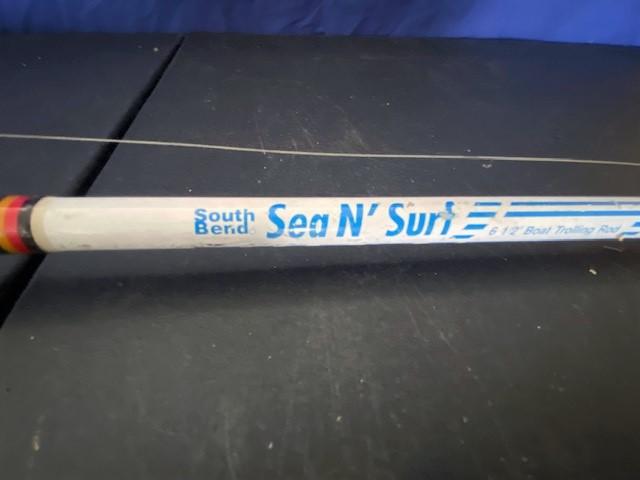 South
Bend
Sea N' Surf
6 1/2' Boat Trolling Rod